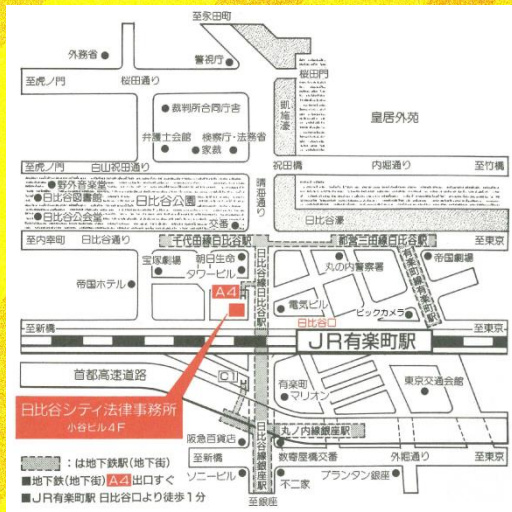 至永田町
外務省
警視庁
至虎ノ門
桜田通り
桜田門
裁判所合同庁舎
凱旋濠
皇居外苑
弁護士会館
検察庁・法務省
家裁
至虎ノ門
白山祝田通り
祝田橋
内堀通り
至竹橋
野外音楽堂
日比谷図書館
日比谷公園
晴海通り
日比谷公会堂
交番
日比谷濠
至内幸町
日比谷通り
千代田線日比谷駅
都営三田線日比谷駅
至東京
宝塚劇場
朝日生命
タワービル
日比谷線日比谷駅
丸の内警察署
有楽町線有楽町駅
帝国劇場
帝国ホテル
A4
電気ビル
ビックカメラ
日比谷口
至新橋
JR有楽町駅
至東京
首都高速道路
C1
有楽町
マリオン
東京交通会館
日比谷シティ法律事務所
小谷ビル4F
丸ノ内線銀座駅
阪急百貨店
日比谷線銀座駅
数寄屋橋交番
外堀通り
至東京
至新橋
:は地下鉄駅(地下街)
■地下鉄(地下街)A4出口すぐ
■JR有楽町駅 日比谷口より徒歩1分
ソニービル
不二家
プランタン銀座
至銀座